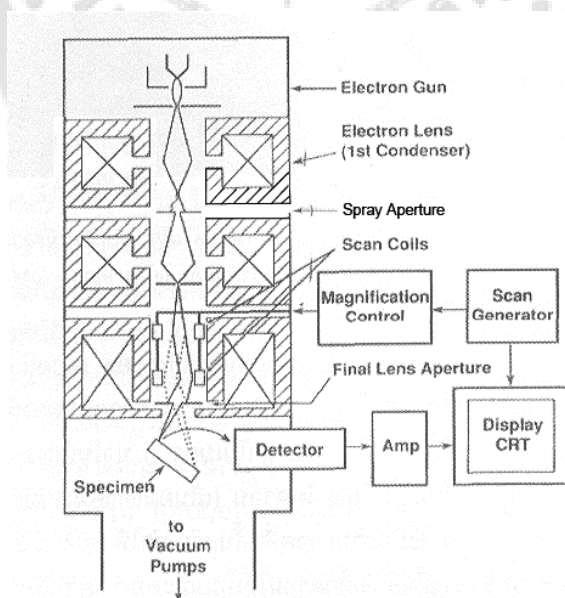 Electron Gun
Electron Lens
(1st Condenser)
Spray Aperture
Scan Coils
Magnification
Control
Scan
Generator
Final Lens Aperture
Detector
Amp
Display
CRT
Specimen
to
Vacuum
Pumps